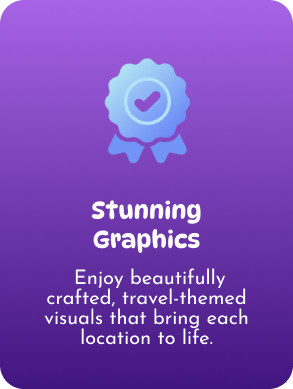 Stunning
Graphics
Enjoy beautifully
crafted, travel-themed
visuals that bring each
location to life.